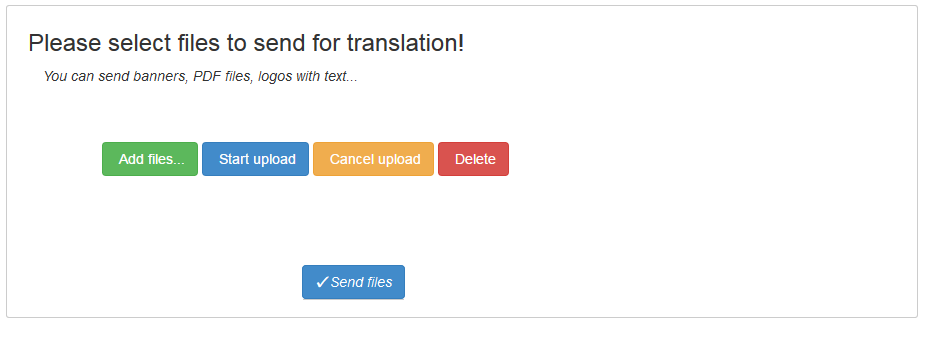 Please select files to send for translation!
You can send banners, PDF files, logos with text...
Add files... Start upload Cancel upload Delete
✓Send files